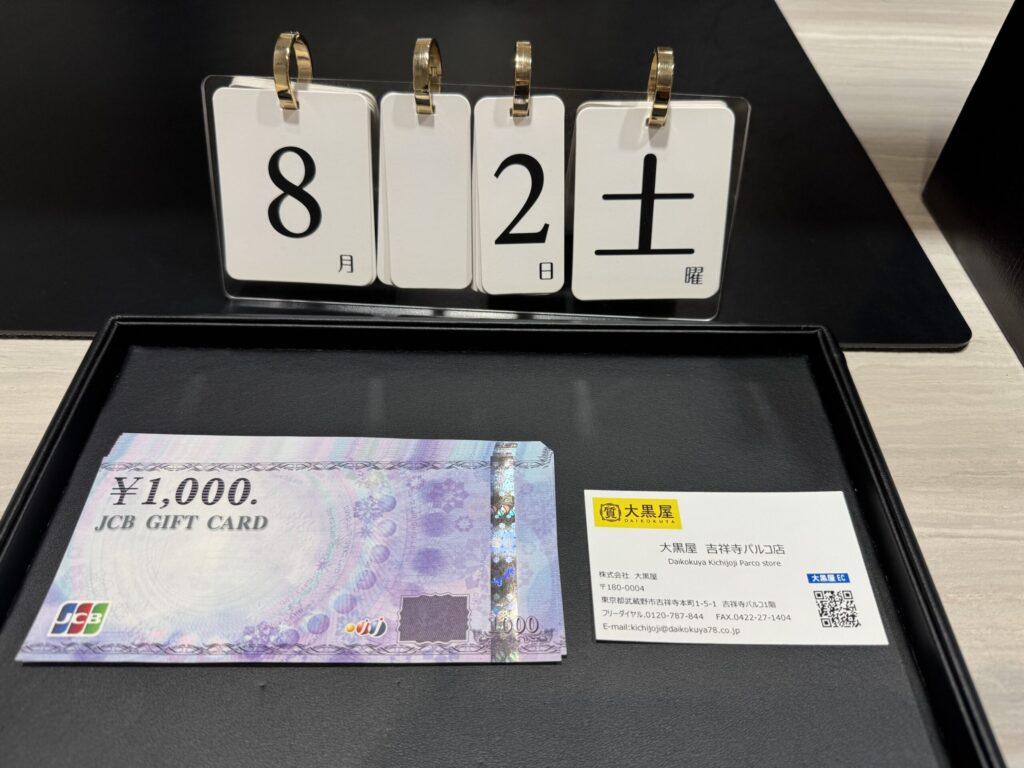 8
月
2
日
土
曜
¥1,000.
JCB GIFT CARD
JCB
1000
質 大黒屋
DAIKOKUYA
大黒屋 吉祥寺パルコ店
Daikokuya Kichijoji Parco store
株式会社 大黒屋
〒180-0004
東京都武蔵野市吉祥寺本町1-5-1 吉祥寺パルコ1階
フリーダイヤル.0120-787-844 FAX.0422-27-1404
E-mail:kichijoji@daikokuya78.co.jp
大黒屋 EC